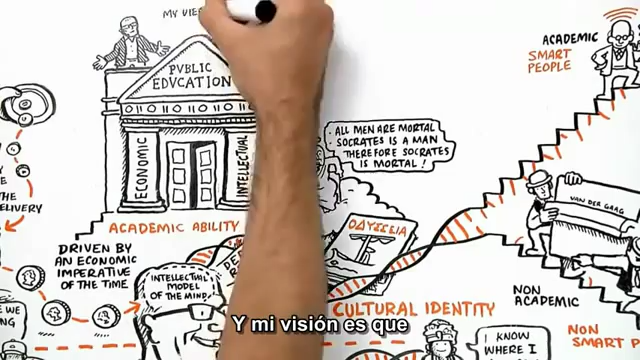 MY VIE
PUBLIC
EDVCATION
ECONOMIC
INTELLECTUAL
ACADEMIC ABILITY
ALL MEN ARE MORTAL
SOCRATES IS A MAN
THEREFORE SOCRATES
IS MORTAL!
ACADEMIC
SMART
PEOPLE
VAN DER GAAG
ΟΔΥΣΣΕΙΑ
THE
DELIVERY
DRIVEN BY
AN ECONOMIC
IMPERATIVE
OF THE TIME
INTELLECTUAL
MODEL
OF THE MIND
CULTURAL IDENTITY
NON
ACADEMIC
NON SMART P
WE
I KNOW
WHERE I
Y mi visión es que